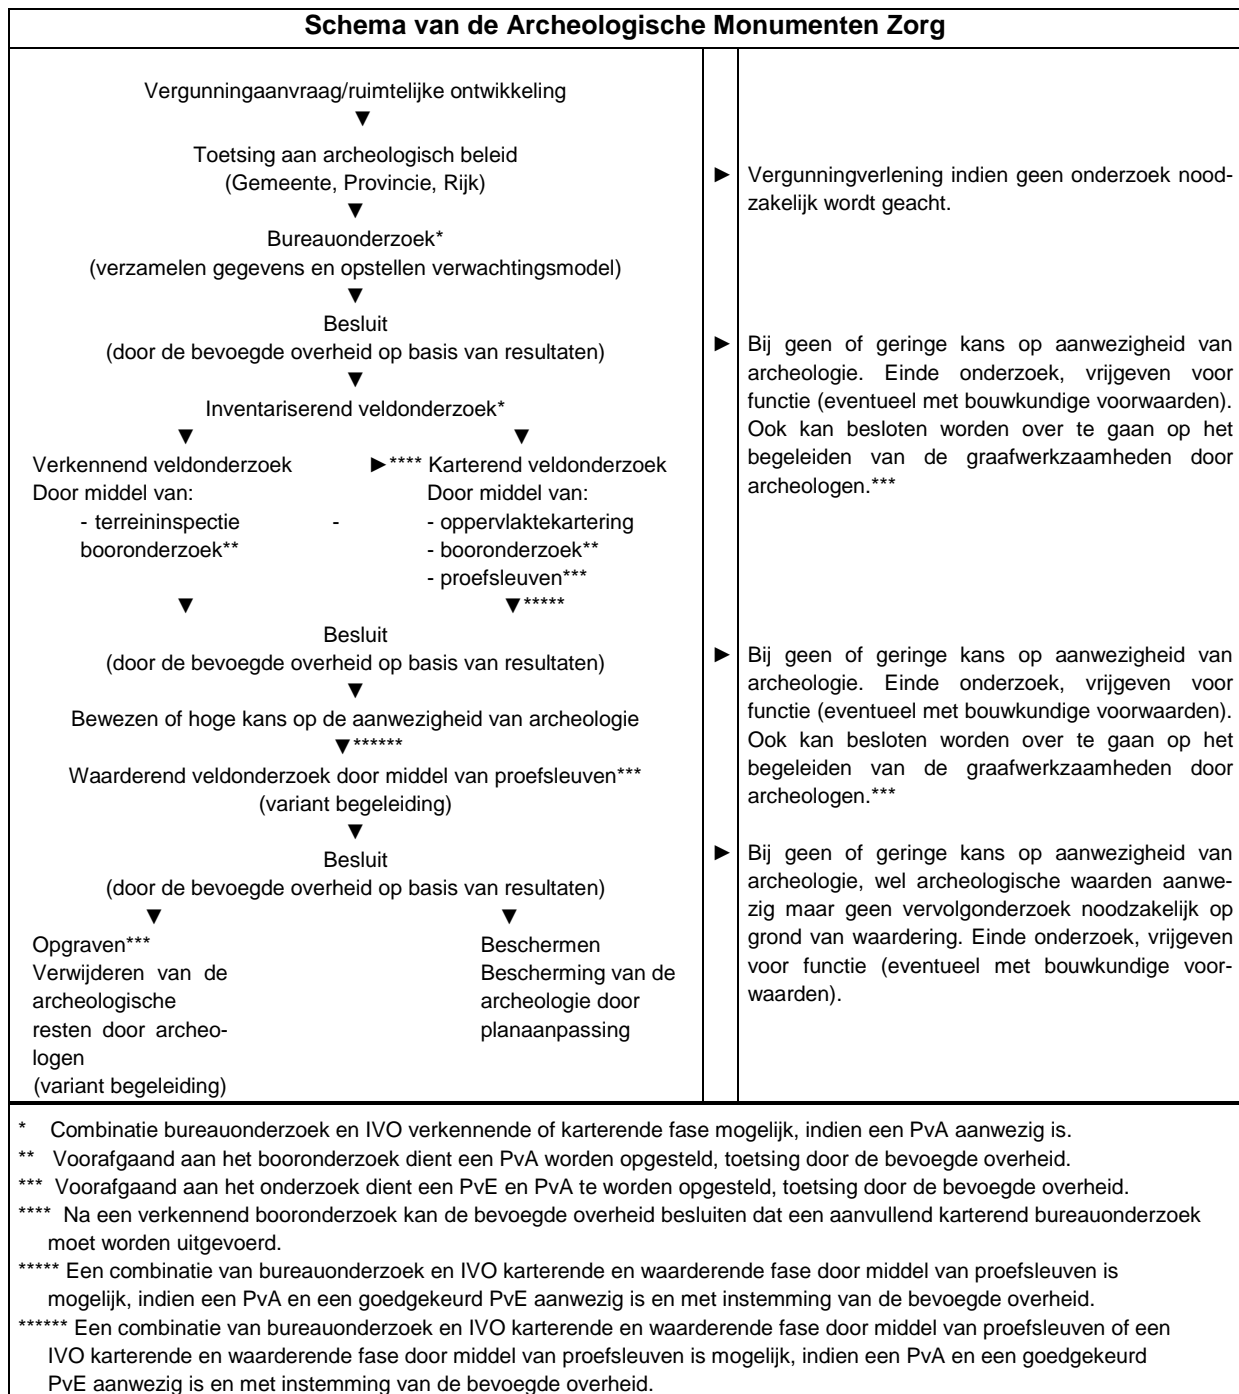 Schema van de Archeologische Monumenten Zorg
Vergunningaanvraag/ruimtelijke ontwikkeling
▼
Toetsing aan archeologisch beleid
(Gemeente, Provincie, Rijk)
▼
► Vergunningverlening indien geen onderzoek nood-
zakelijk wordt geacht.
Bureauonderzoek*
(verzamelen gegevens en opstellen verwachtingsmodel)
▼
Besluit
(door de bevoegde overheid op basis van resultaten)
▼
► Bij geen of geringe kans op aanwezigheid van
archeologie. Einde onderzoek, vrijgeven voor
functie (eventueel met bouwkundige voorwaarden).
Ook kan besloten worden over te gaan op het
begeleiden van de graafwerkzaamheden door
archeologen.***
Inventariserend veldonderzoek*
▼ ▼
Verkennend veldonderzoek ►**** Karterend veldonderzoek
Door middel van: Door middel van:
- terreininspectie - - oppervlaktekartering
booronderzoek** - booronderzoek**
- proefsleuven***
▼ ▼*****
Besluit
(door de bevoegde overheid op basis van resultaten)
▼
► Bij geen of geringe kans op aanwezigheid van
archeologie. Einde onderzoek, vrijgeven voor
functie (eventueel met bouwkundige voorwaarden).
Ook kan besloten worden over te gaan op het
begeleiden van de graafwerkzaamheden door
archeologen.***
Bewezen of hoge kans op de aanwezigheid van archeologie
▼******
Waarderend veldonderzoek door middel van proefsleuven***
(variant begeleiding)
▼
Besluit
(door de bevoegde overheid op basis van resultaten)
▼ ▼
► Bij geen of geringe kans op aanwezigheid van
archeologie, wel archeologische waarden aanwe-
zig maar geen vervolgonderzoek noodzakelijk op
grond van waardering. Einde onderzoek, vrijgeven
voor functie (eventueel met bouwkundige voor-
waarden).
Opgraven***
Verwijderen van de
archeologische
resten door archeo-
logen
(variant begeleiding)
Beschermen
Bescherming van de
archeologie door
planaanpassing
* Combinatie bureauonderzoek en IVO verkennende of karterende fase mogelijk, indien een PvA aanwezig is.
** Voorafgaand aan het booronderzoek dient een PvA worden opgesteld, toetsing door de bevoegde overheid.
*** Voorafgaand aan het onderzoek dient een PvE en PvA te worden opgesteld, toetsing door de bevoegde overheid.
**** Na een verkennend booronderzoek kan de bevoegde overheid besluiten dat een aanvullend karterend bureauonderzoek
moet worden uitgevoerd.
***** Een combinatie van bureauonderzoek en IVO karterende en waarderende fase door middel van proefsleuven is
mogelijk, indien een PvA en een goedgekeurd PvE aanwezig is en met instemming van de bevoegde overheid.
****** Een combinatie van bureauonderzoek en IVO karterende en waarderende fase door middel van proefsleuven of een
IVO karterende en waarderende fase door middel van proefsleuven is mogelijk, indien een PvA en een goedgekeurd
PvE aanwezig is en met instemming van de bevoegde overheid.